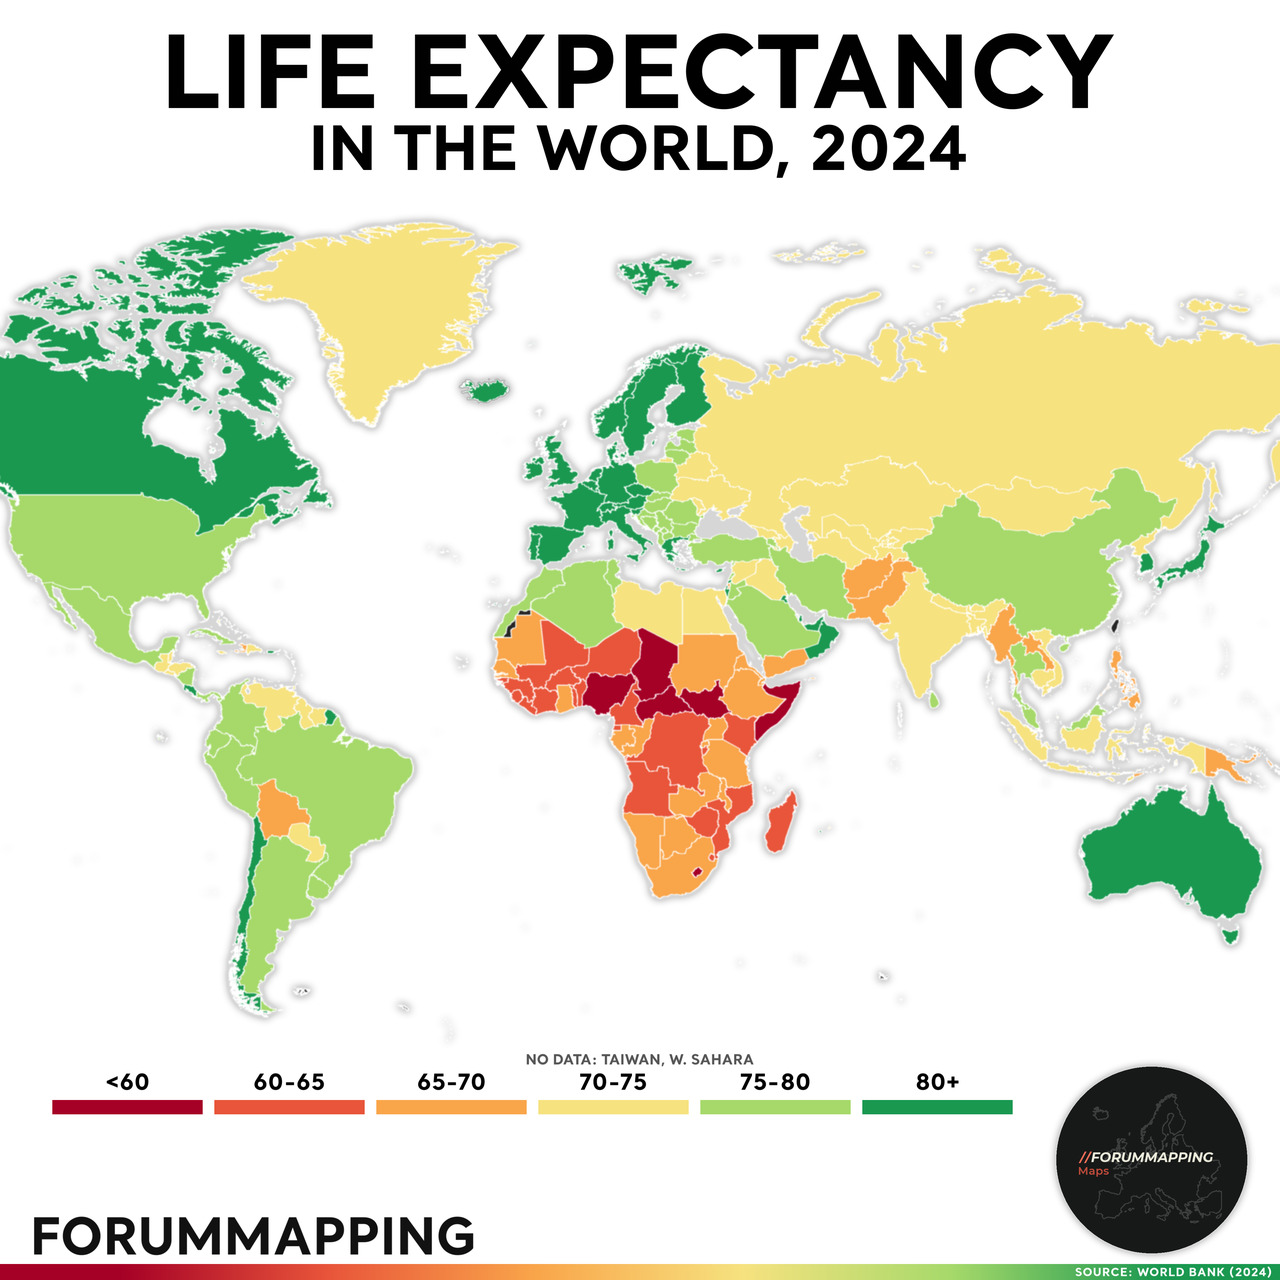 LIFE EXPECTANCY
IN THE WORLD, 2024
NO DATA: TAIWAN, W. SAHARA
<60 60-65 65-70 70-75 75-80 80+
//FORUMMAPPING
Maps
FORUMMAPPING
SOURCE: WORLD BANK (2024)